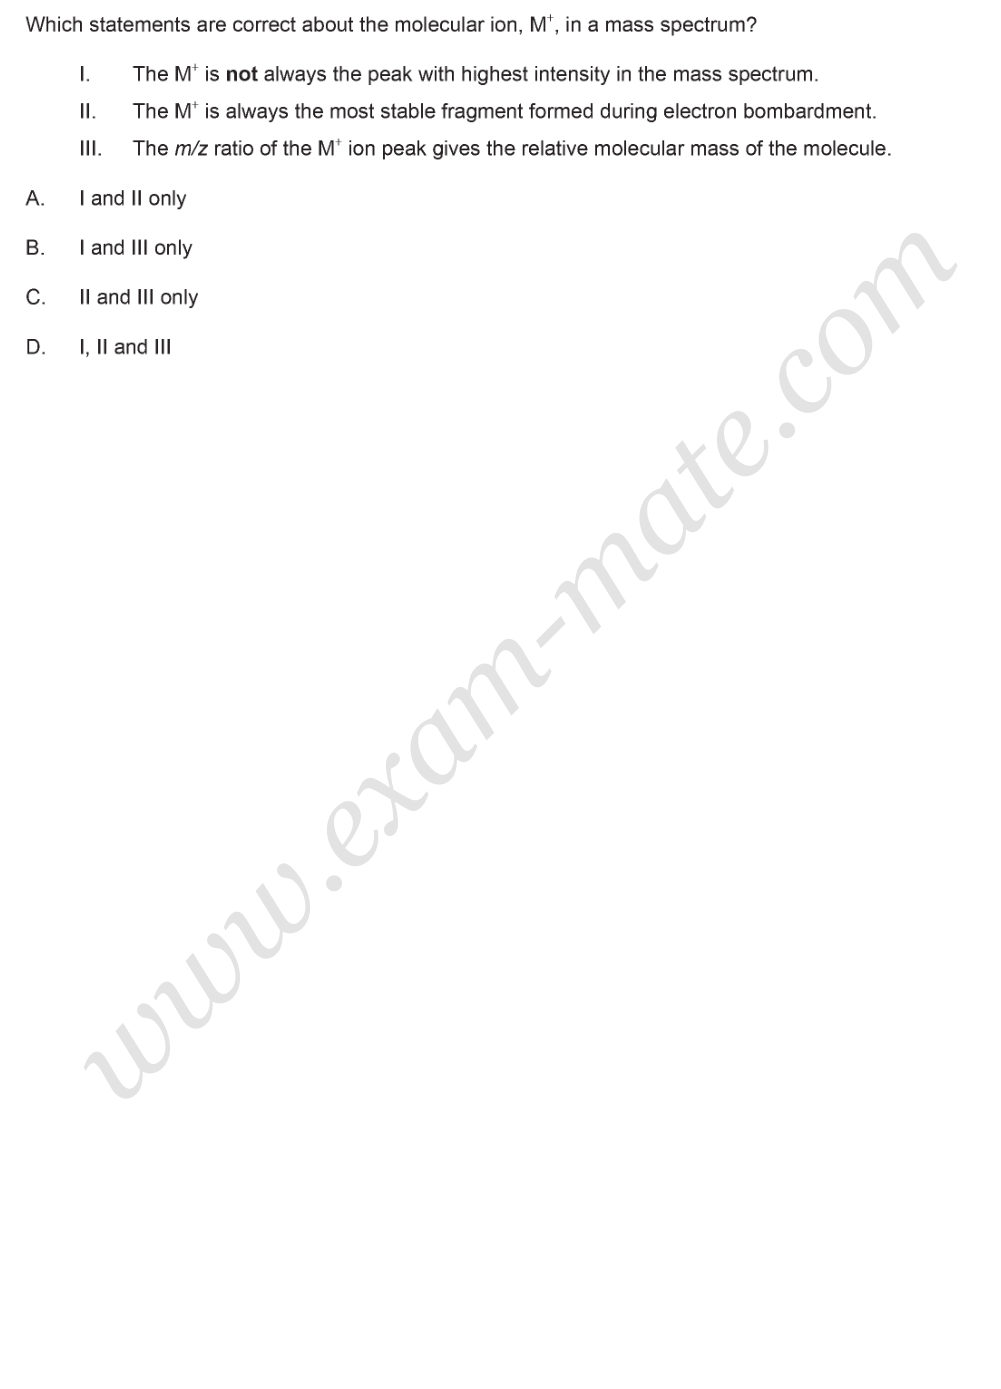 Which statements are correct about the molecular ion, M⁺, in a mass spectrum?
I. The M⁺ is not always the peak with highest intensity in the mass spectrum.
II. The M⁺ is always the most stable fragment formed during electron bombardment.
III. The m/z ratio of the M⁺ ion peak gives the relative molecular mass of the molecule.
A. I and II only
B. I and III only
C. II and III only
D. I, II and III
www.exam-mate.com